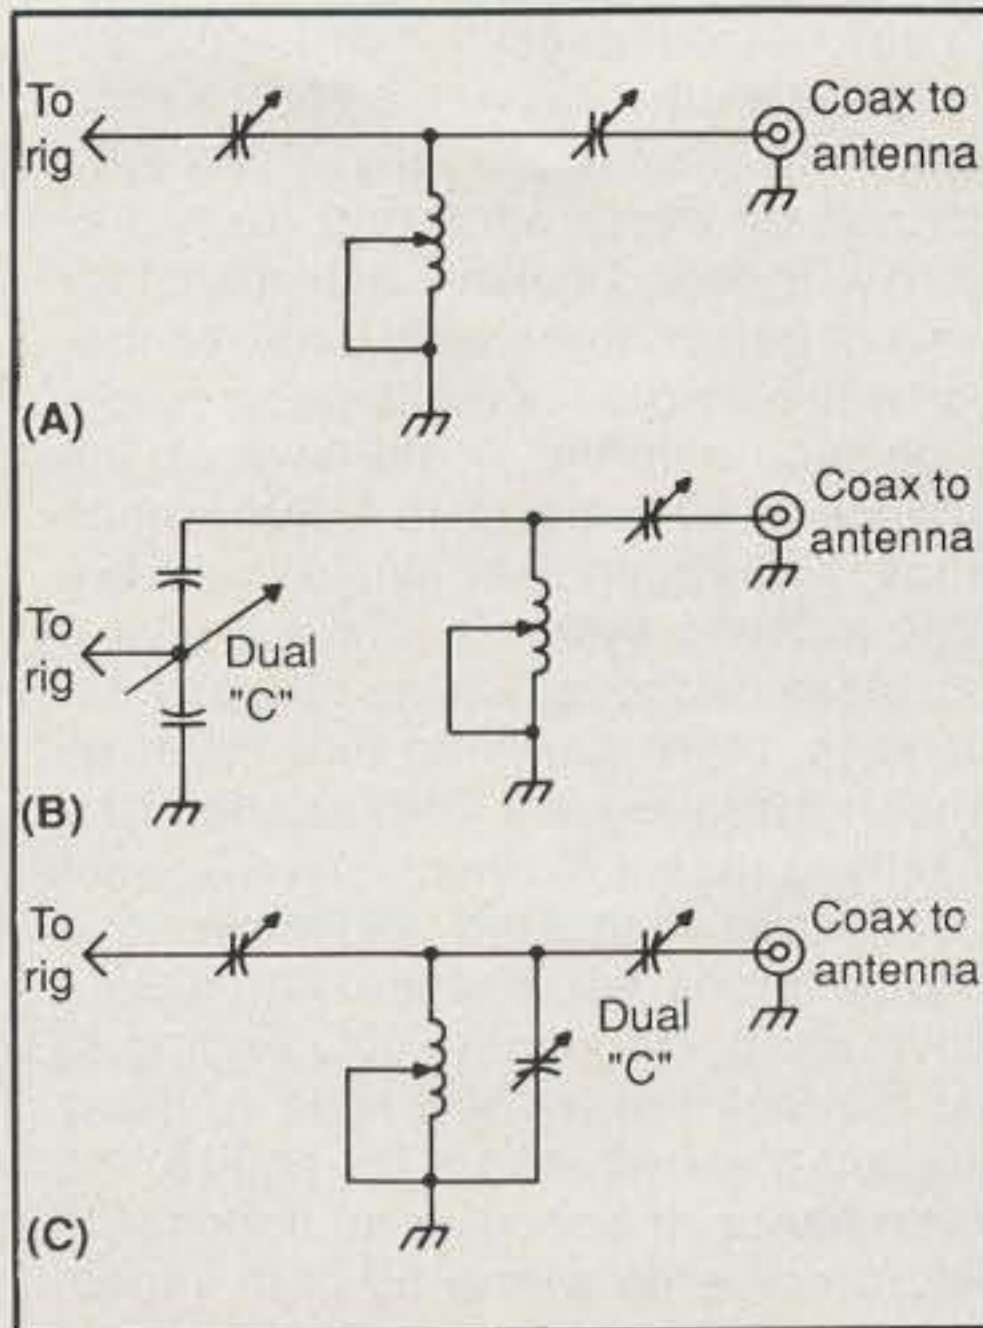 To
rig
Coax to
antenna
(A)
Coax to
antenna
To
rig
Dual
"C"
(B)
To
rig
Coax to
antenna
Dual
"C"
(C)